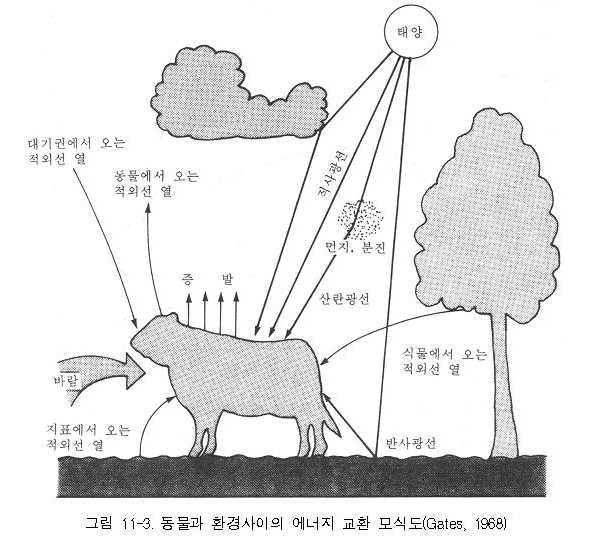 태양
대기권에서 오는
적외선 열
동물에서 오는
적외선 열
직사광선
먼지, 분진
증 발
산란광선
식물에서 오는
적외선 열
바람
지표에서 오는
적외선 열
반사광선
그림 11-3. 동물과 환경사이의 에너지 교환 모식도(Gates, 1968)